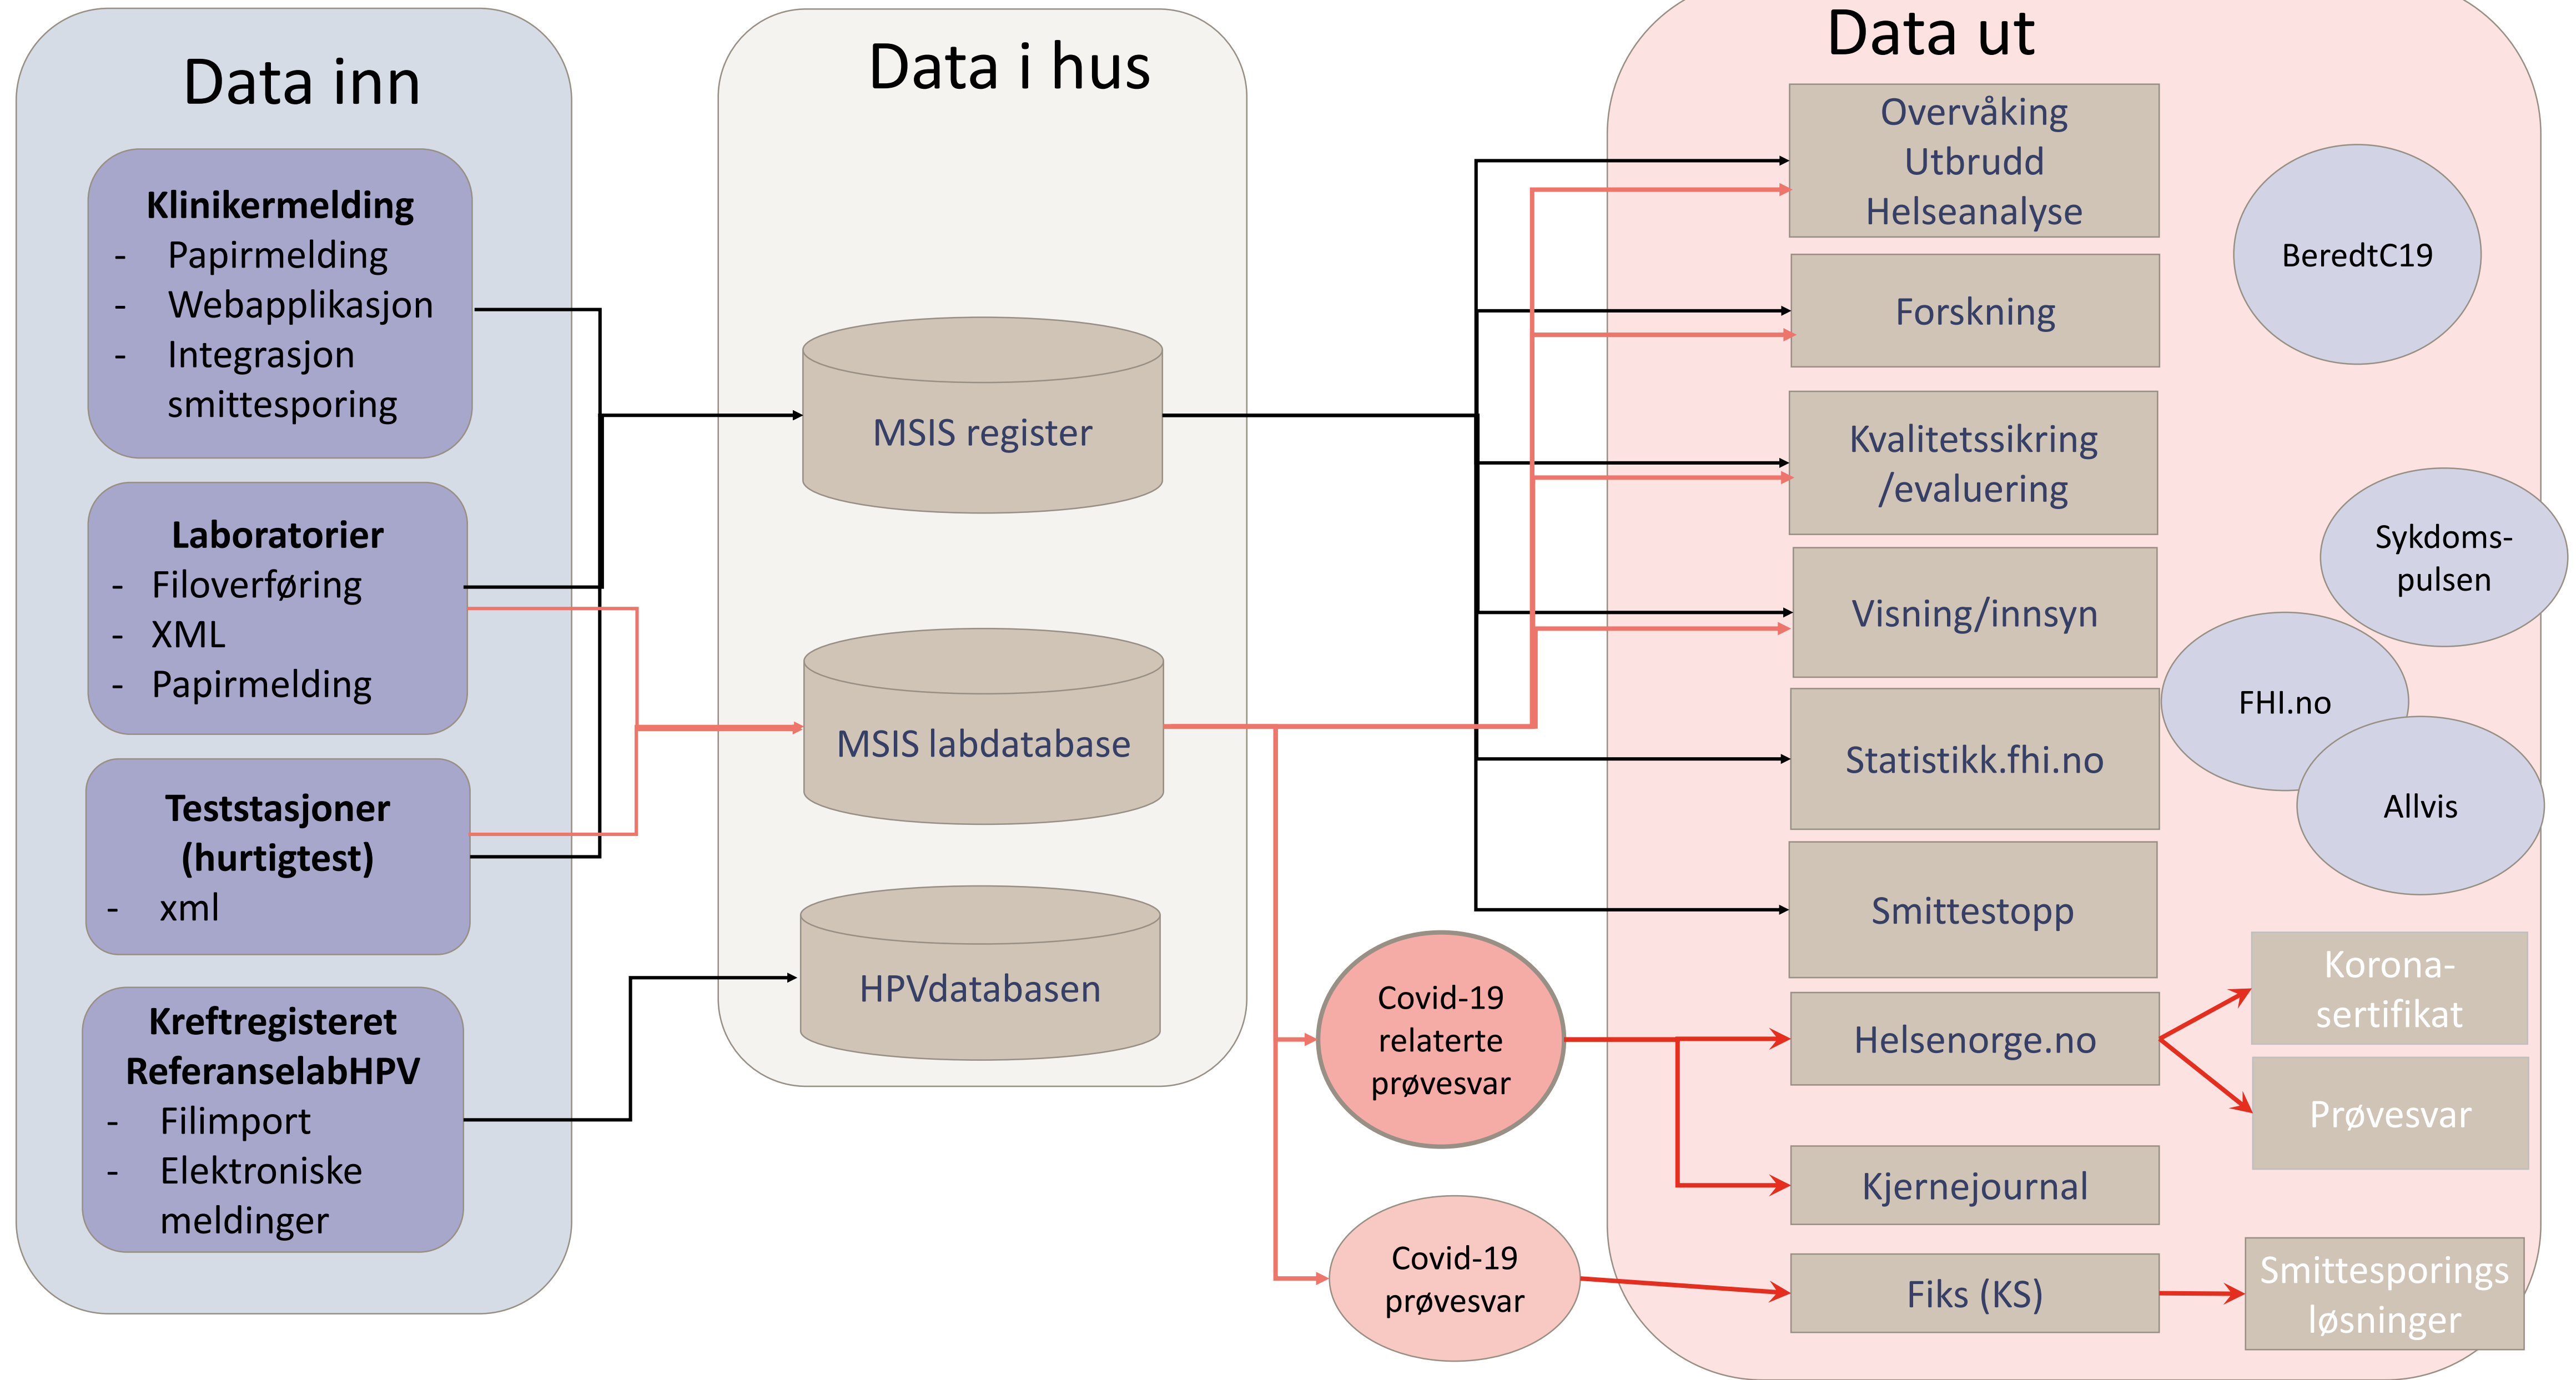 Data inn
Klinikermelding
- Papirmelding
- Webapplikasjon
- Integrasjon
smittesporing
Laboratorier
- Filoverføring
- XML
- Papirmelding
Teststasjoner
(hurtigtest)
- xml
Kreftregisteret
ReferanselabHPV
- Filimport
- Elektroniske
meldinger
Data i hus
MSIS register
MSIS labdatabase
HPVdatabasen
Covid-19
relaterte
prøvesvar
Covid-19
prøvesvar
Data ut
Overvåking
Utbrudd
Helseanalyse
Forskning
Kvalitetssikring
/evaluering
Visning/innsyn
Statistikk.fhi.no
Smittestopp
Helsenorge.no
Kjernejournal
Fiks (KS)
BeredtC19
Sykdoms-
pulsen
FHI.no
Allvis
Korona-
sertifikat
Prøvesvar
Smittesporings
løsninger